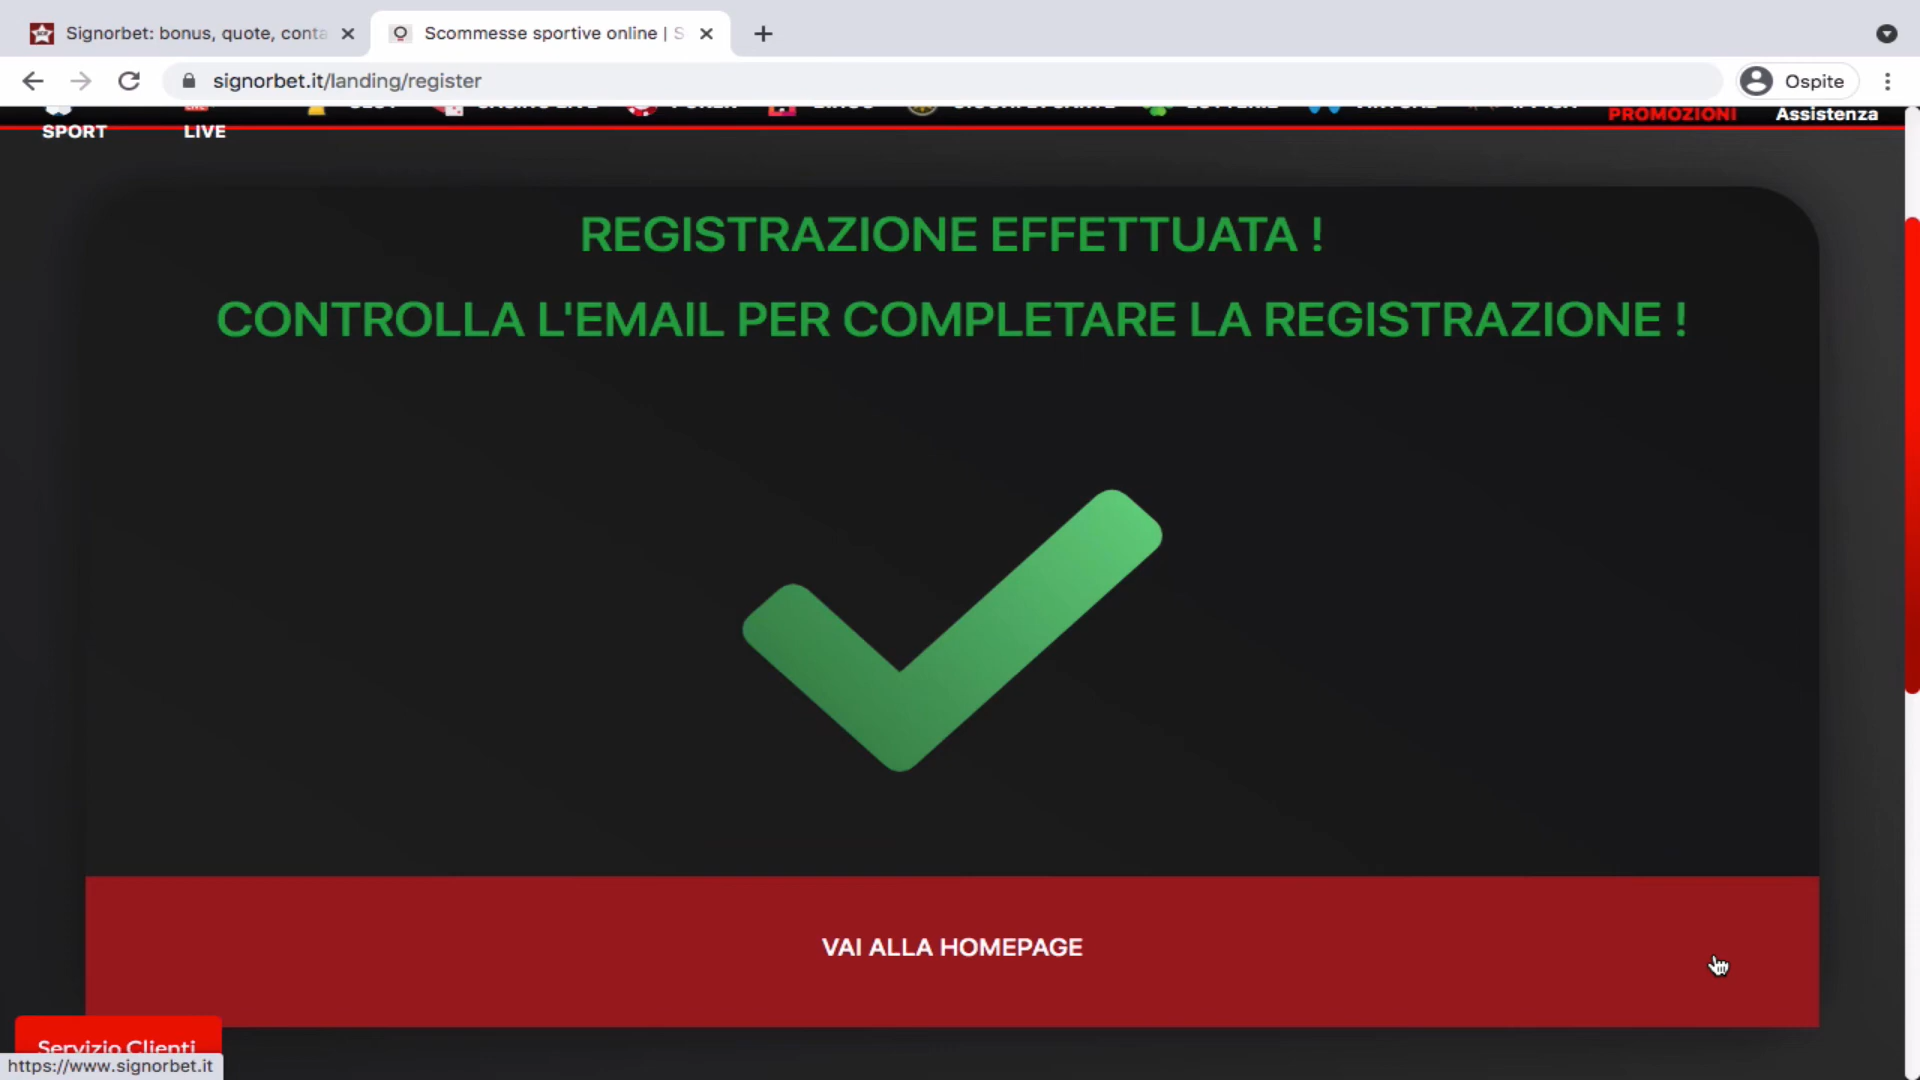 Signorbet: bonus, quote, conta
Scommesse sportive online | S
signorbet.it/landing/register
Ospite
SPORT
LIVE
PROMOZIONI
Assistenza
REGISTRAZIONE EFFETTUATA !
CONTROLLA L'EMAIL PER COMPLETARE LA REGISTRAZIONE !
VAI ALLA HOMEPAGE
Servizio Clienti
https://www.signorbet.it